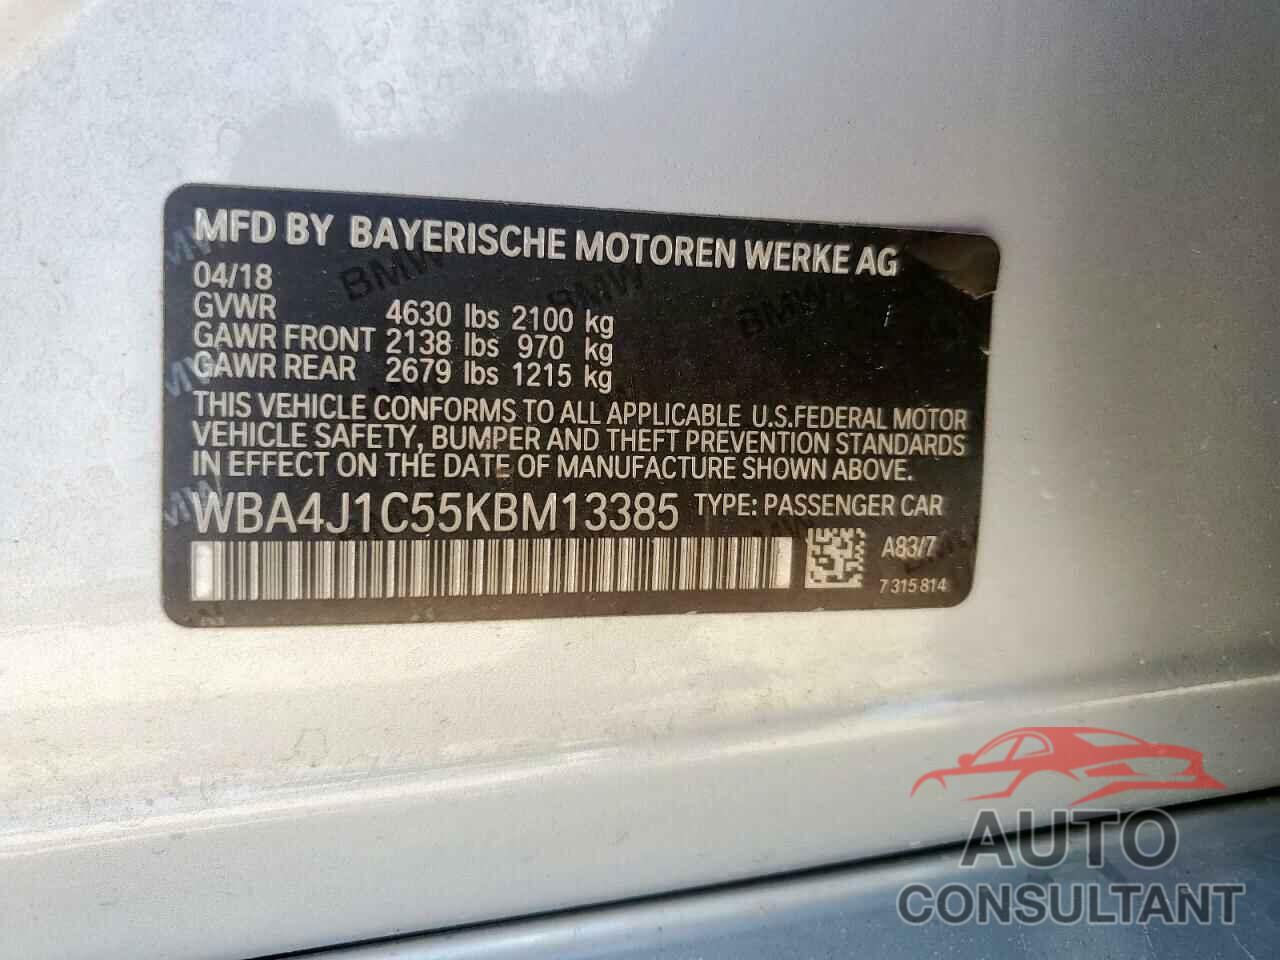 MFD BY BAYERISCHE MOTOREN WERKE AG
04/18
GVWR 4630 lbs 2100 kg
GAWR FRONT 2138 lbs 970 kg
GAWR REAR 2679 lbs 1215 kg
THIS VEHICLE CONFORMS TO ALL APPLICABLE U.S.FEDERAL MOTOR
VEHICLE SAFETY, BUMPER AND THEFT PREVENTION STANDARDS
IN EFFECT ON THE DATE OF MANUFACTURE SHOWN ABOVE.
WBA4J1C55KBM13385 TYPE: PASSENGER CAR
A83/7
7 315 814
BMW BMW BMW
AUTO
CONSULTANT